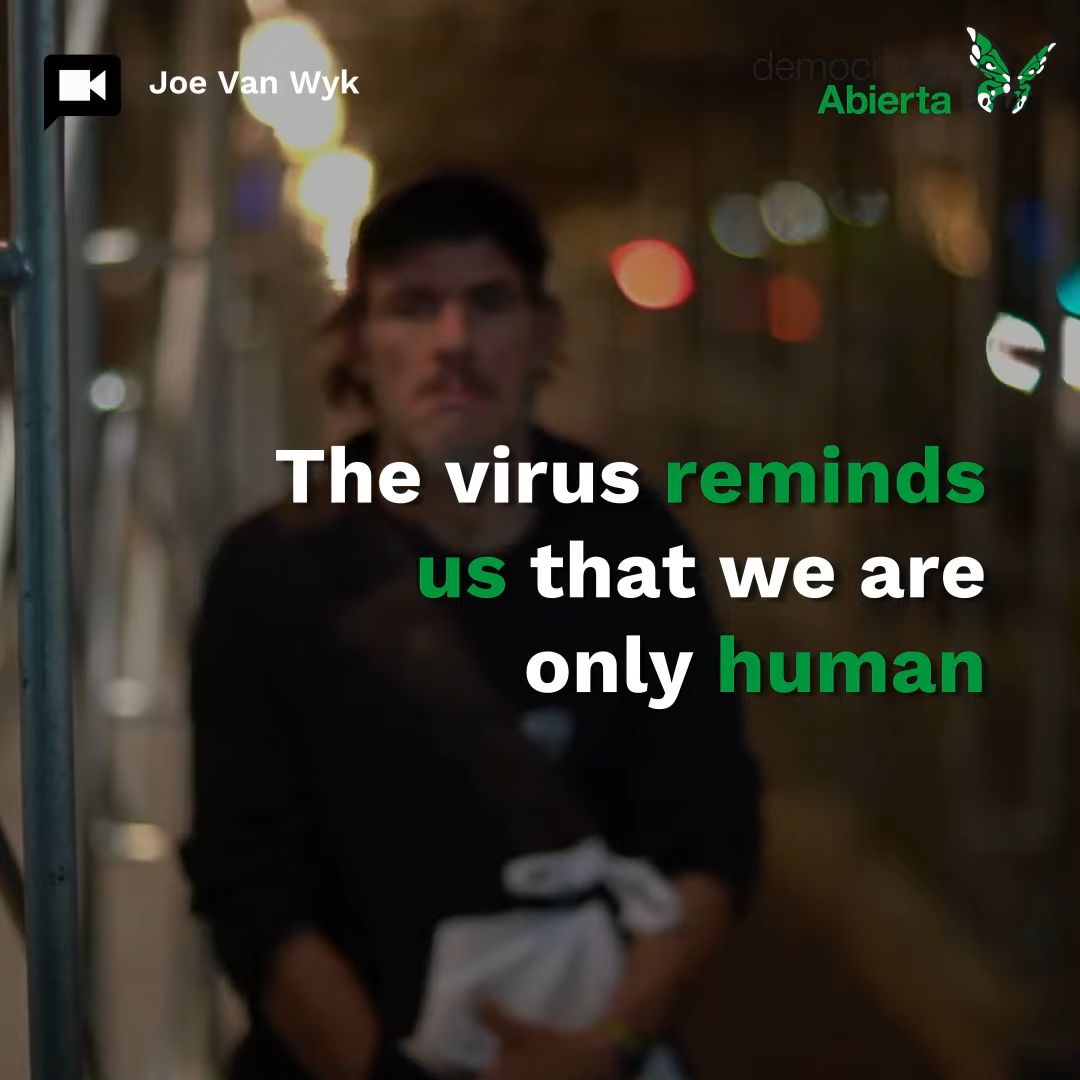 Joe Van Wyk
Abierta
The virus reminds
us that we are
only human